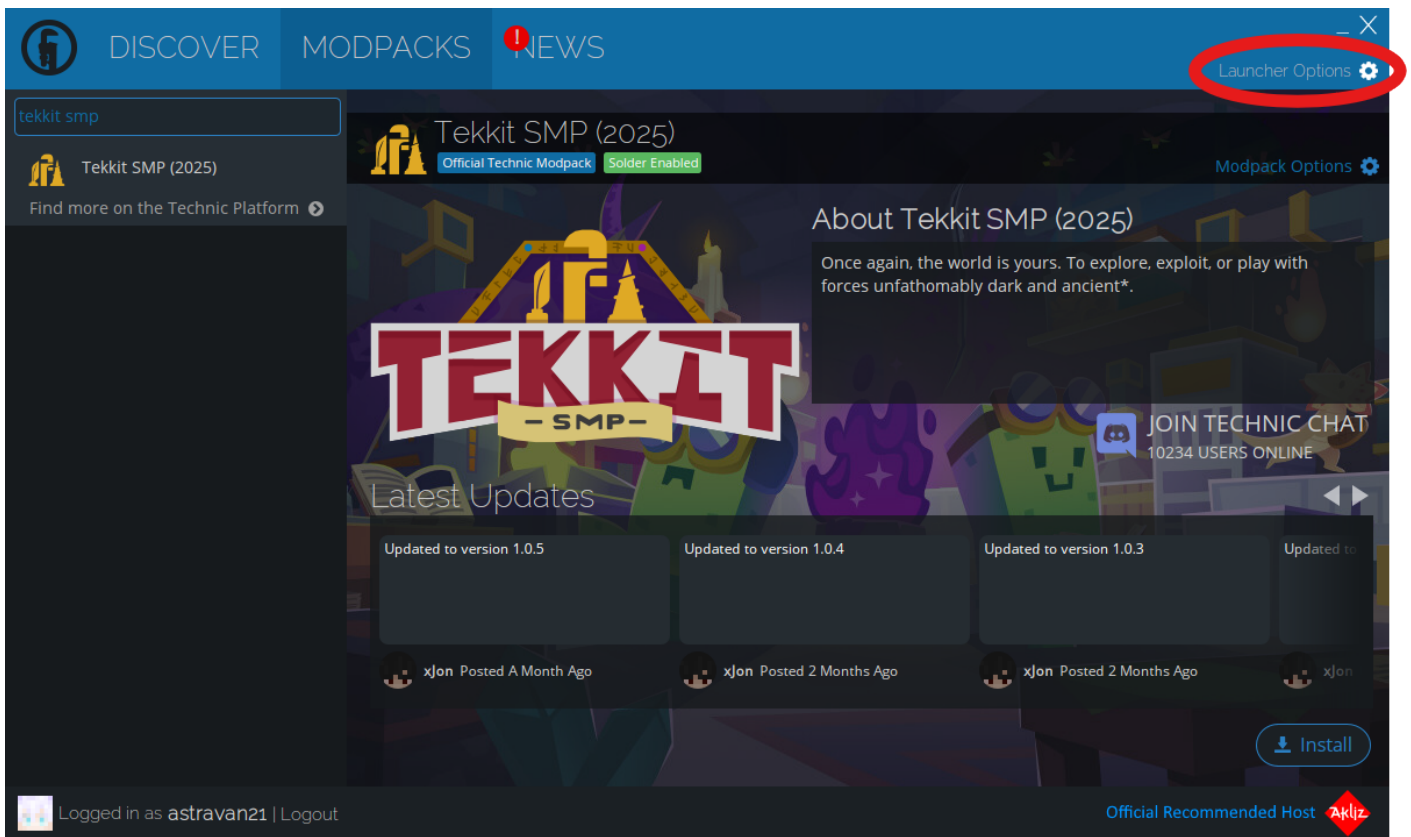 DISCOVER
MODPACKS
!
NEWS
_ X
Launcher Options
tekkit smp
Tekkit SMP (2025)
Find more on the Technic Platform
Tekkit SMP (2025)
Official Technic Modpack
Solder Enabled
Modpack Options
TEKKIT
- SMP -
About Tekkit SMP (2025)
Once again, the world is yours. To explore, exploit, or play with
forces unfathomably dark and ancient*.
JOIN TECHNIC CHAT
10234 USERS ONLINE
Latest Updates
Updated to version 1.0.5
Updated to version 1.0.4
Updated to version 1.0.3
Updated to
xJon Posted A Month Ago
xJon Posted 2 Months Ago
xJon Posted 2 Months Ago
xJon
Install
Logged in as astravan21 | Logout
Official Recommended Host
Akliz